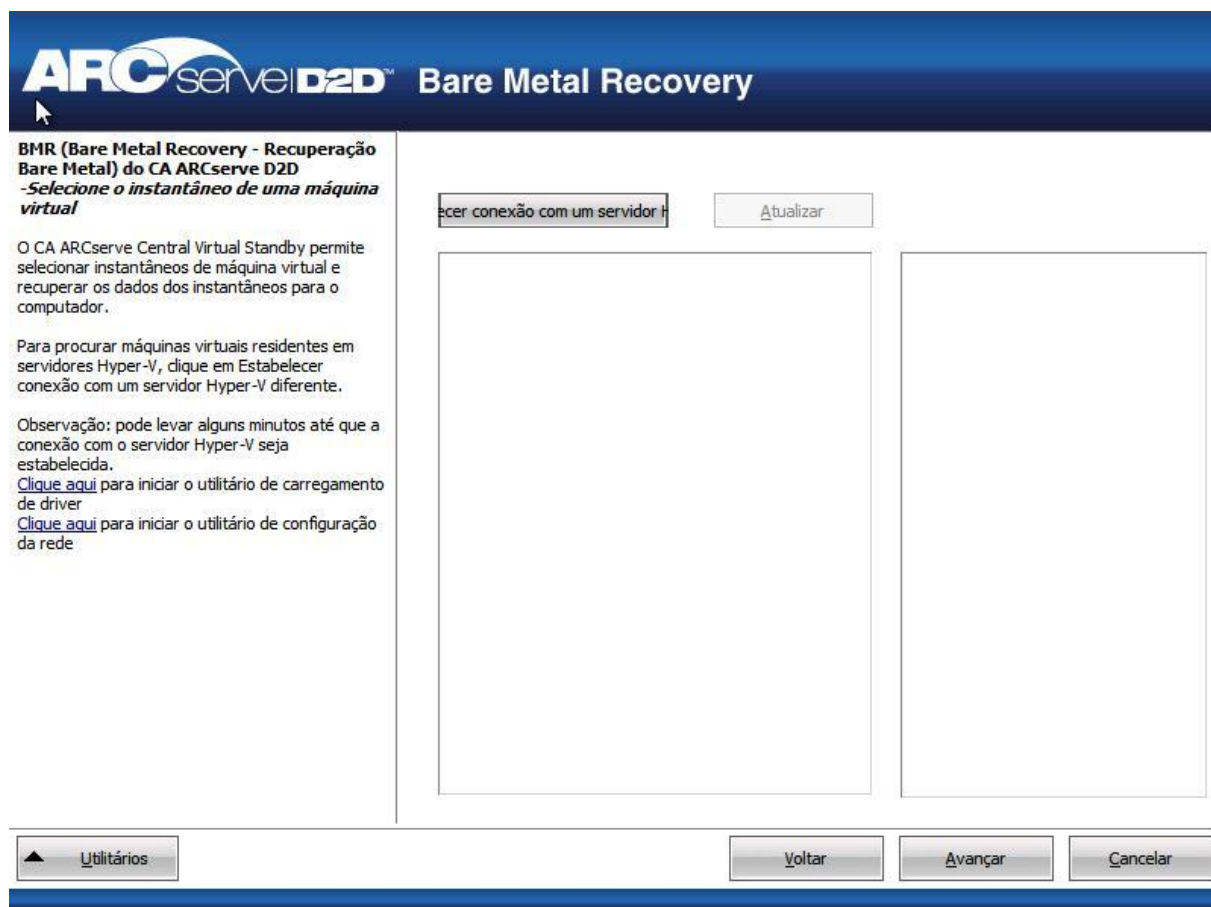 ARCserve D2D™ Bare Metal Recovery
BMR (Bare Metal Recovery - Recuperação
Bare Metal) do CA ARCserve D2D
-Selecione o instantâneo de uma máquina
virtual
O CA ARCserve Central Virtual Standby permite
selecionar instantâneos de máquina virtual e
recuperar os dados dos instantâneos para o
computador.
Para procurar máquinas virtuais residentes em
servidores Hyper-V, clique em Estabelecer
conexão com um servidor Hyper-V diferente.
Observação: pode levar alguns minutos até que a
conexão com o servidor Hyper-V seja
estabelecida.
Clique aqui para iniciar o utilitário de carregamento
de driver
Clique aqui para iniciar o utilitário de configuração
da rede
ecer conexão com um servidor H
Atualizar
Utilitários
Voltar
Avançar
Cancelar